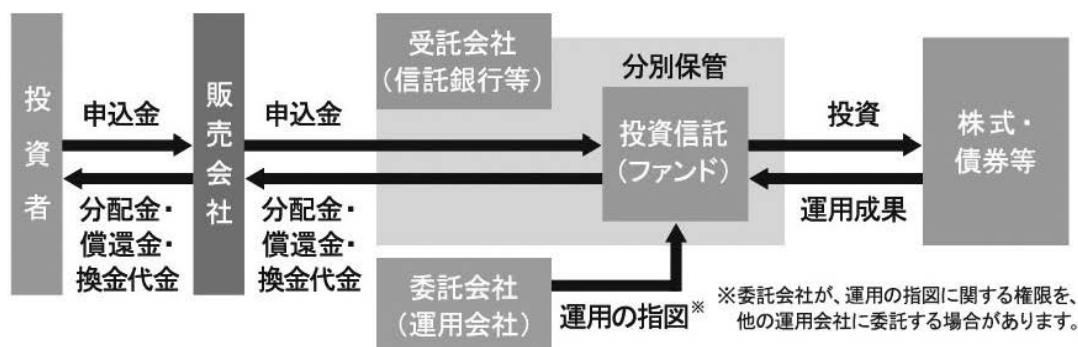 投資者
申込金
分配金・
償還金・
換金代金
販売会社
申込金
分配金・
償還金・
換金代金
受託会社
（信託銀行等）
分別保管
投資信託
（ファンド）
委託会社
（運用会社）
運用の指図※
投資
運用成果
株式・
債券等
※委託会社が、運用の指図に関する権限を、
他の運用会社に委託する場合があります。